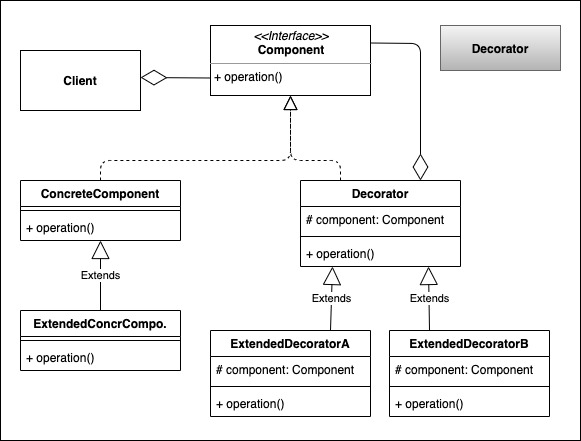 <<Interface>>
Component
+ operation()
Decorator
Client
ConcreteComponent
+ operation()
Decorator
# component: Component
+ operation()
Extends
Extends
Extends
ExtendedConcrCompo.
+ operation()
ExtendedDecoratorA
# component: Component
+ operation()
ExtendedDecoratorB
# component: Component
+ operation()